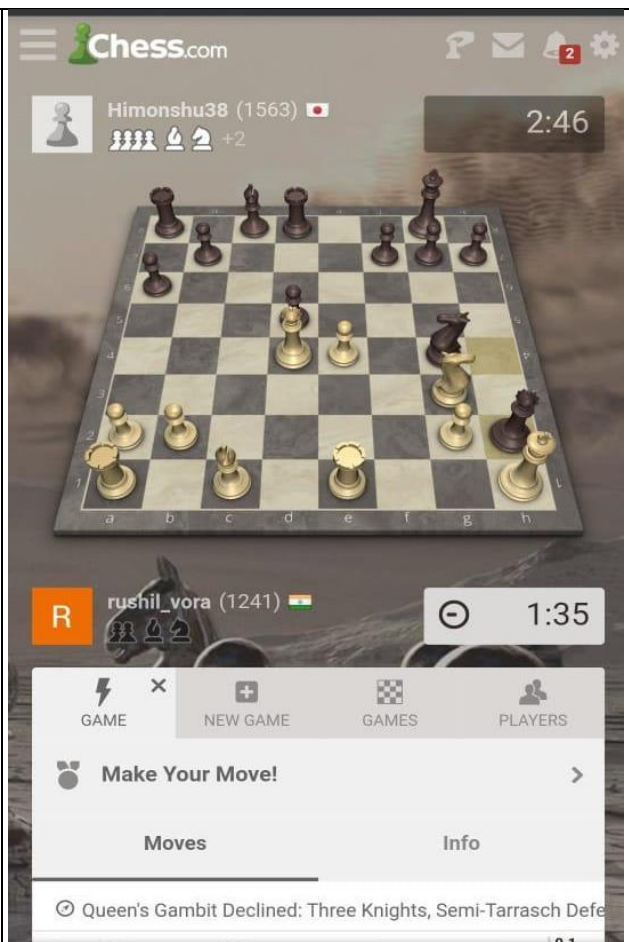 Chess.com
2
Himonshu38 (1563)
2:46
+2
a b c d e f g h
rushil_vora (1241)
R
1:35
GAME
NEW GAME
GAMES
PLAYERS
Make Your Move!
Moves
Info
Queen's Gambit Declined: Three Knights, Semi-Tarrasch Defe